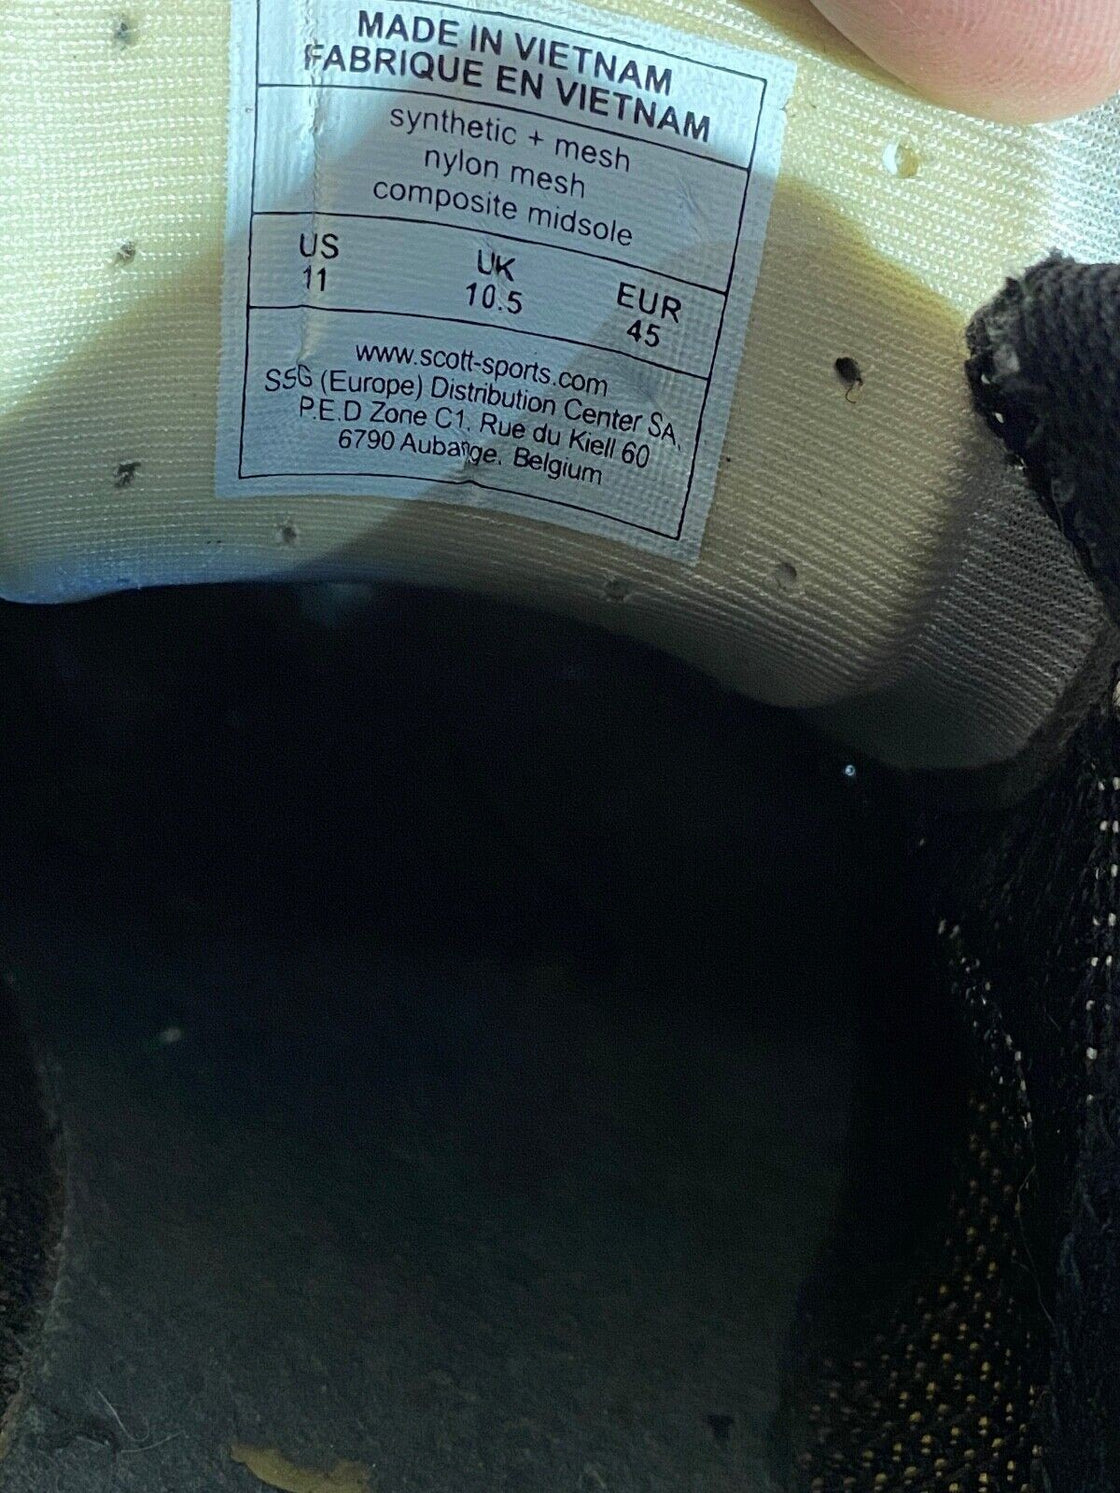 MADE IN VIETNAM
FABRIQUE EN VIETNAM
synthetic + mesh
nylon mesh
composite midsole
US UK EUR
11 10.5 45
www.scott-sports.com
SSG (Europe) Distribution Center SA,
P.E.D Zone C1. Rue du Kiell 60
6790 Aubange. Belgium